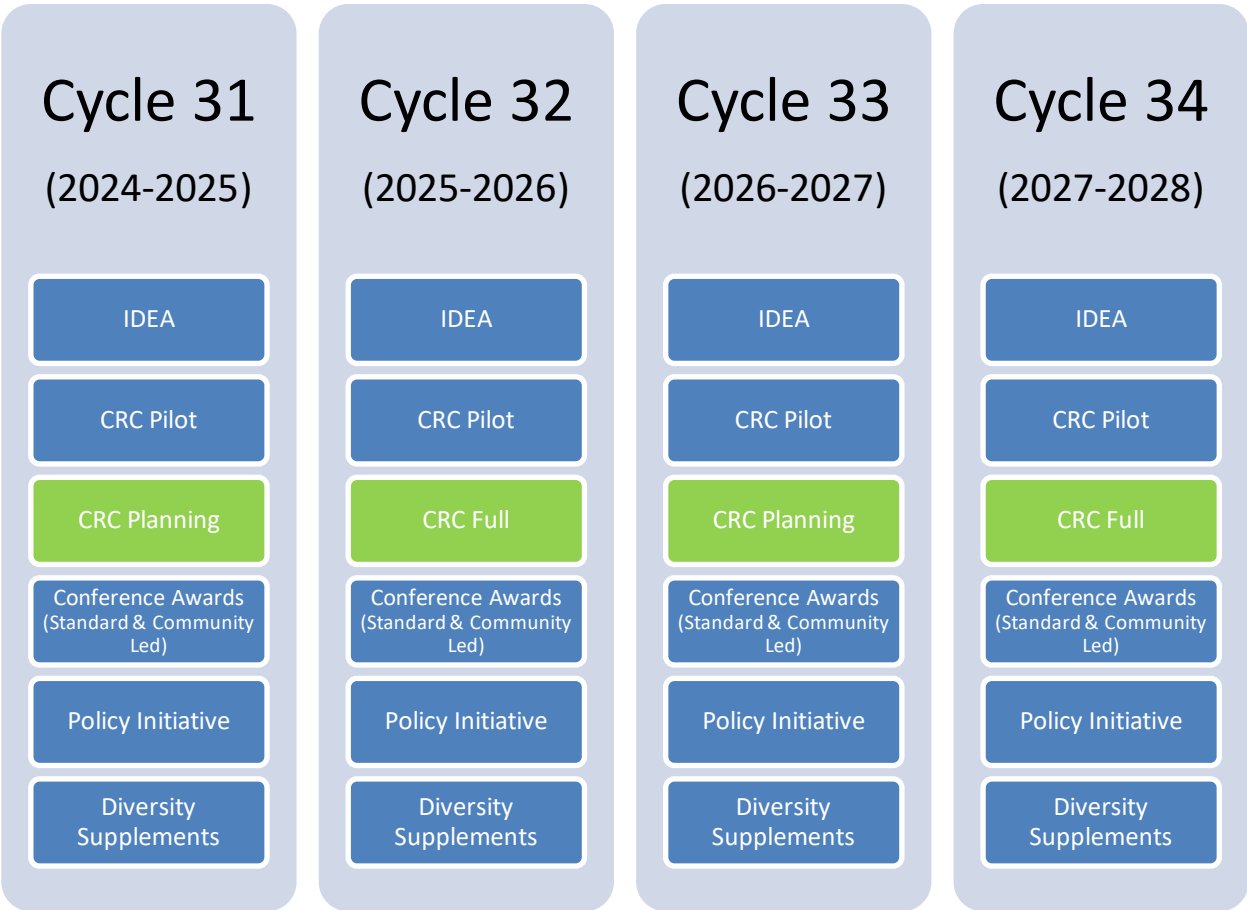 Cycle 31
(2024-2025)
IDEA
CRC Pilot
CRC Planning
Conference Awards
(Standard & Community
Led)
Policy Initiative
Diversity
Supplements
Cycle 32
(2025-2026)
IDEA
CRC Pilot
CRC Full
Conference Awards
(Standard & Community
Led)
Policy Initiative
Diversity
Supplements
Cycle 33
(2026-2027)
IDEA
CRC Pilot
CRC Planning
Conference Awards
(Standard & Community
Led)
Policy Initiative
Diversity
Supplements
Cycle 34
(2027-2028)
IDEA
CRC Pilot
CRC Full
Conference Awards
(Standard & Community
Led)
Policy Initiative
Diversity
Supplements